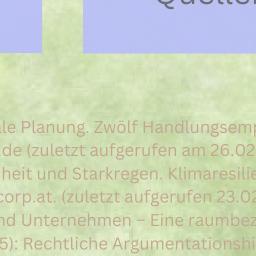 Quellen
ale Planung. Zwölf Handlungsemp
.de (zuletzt aufgerufen am 26.02
heit und Starkregen. Klimaresilie
corp.at. (zuletzt aufgerufen 23.02
nd Unternehmen – Eine raumbez
5): Rechtliche Argumentationshi